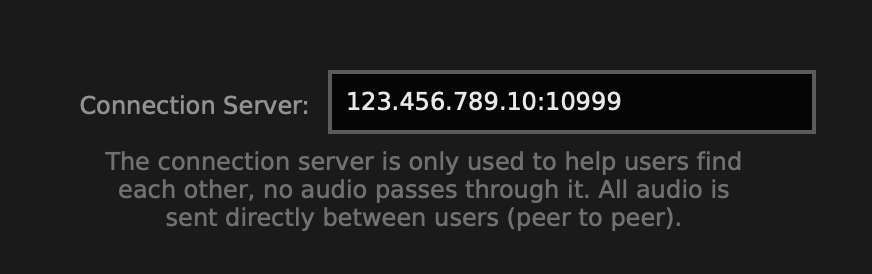 Connection Server: 123.456.789.10:10999
The connection server is only used to help users find
each other, no audio passes through it. All audio is
sent directly between users (peer to peer).